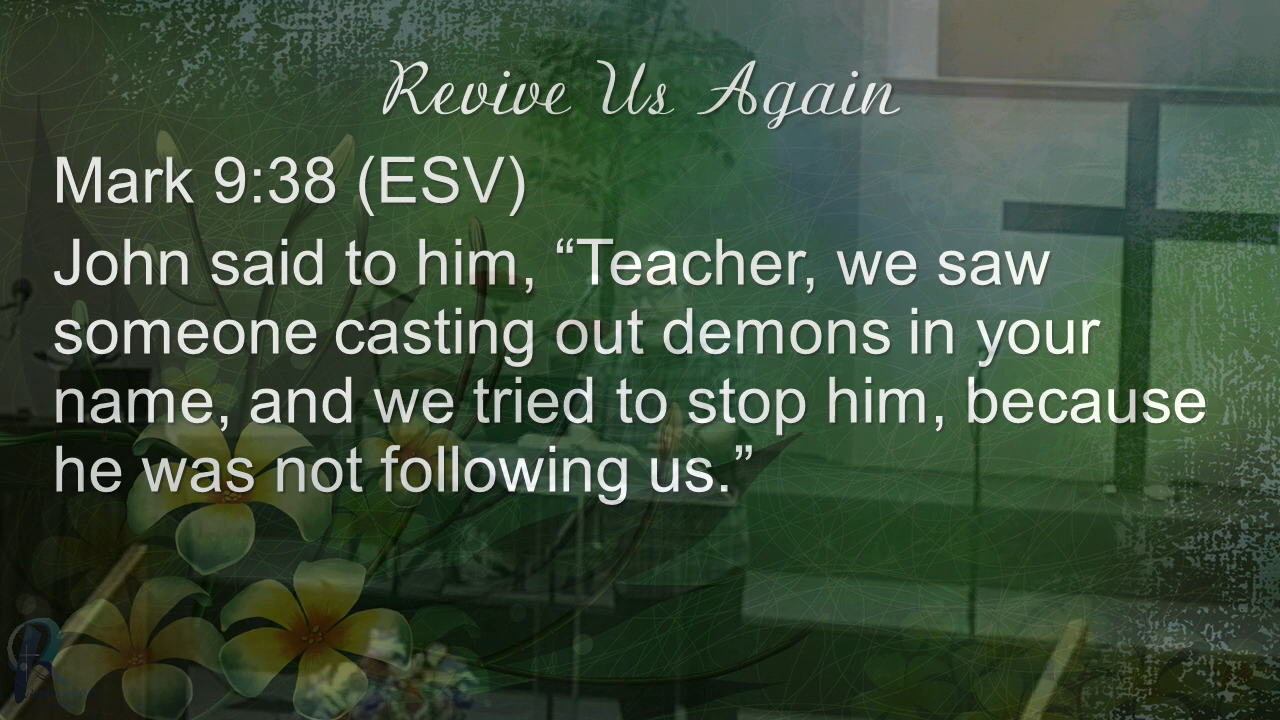 Revive Us Again
Mark 9:38 (ESV)
John said to him, “Teacher, we saw
someone casting out demons in your
name, and we tried to stop him, because
he was not following us.”